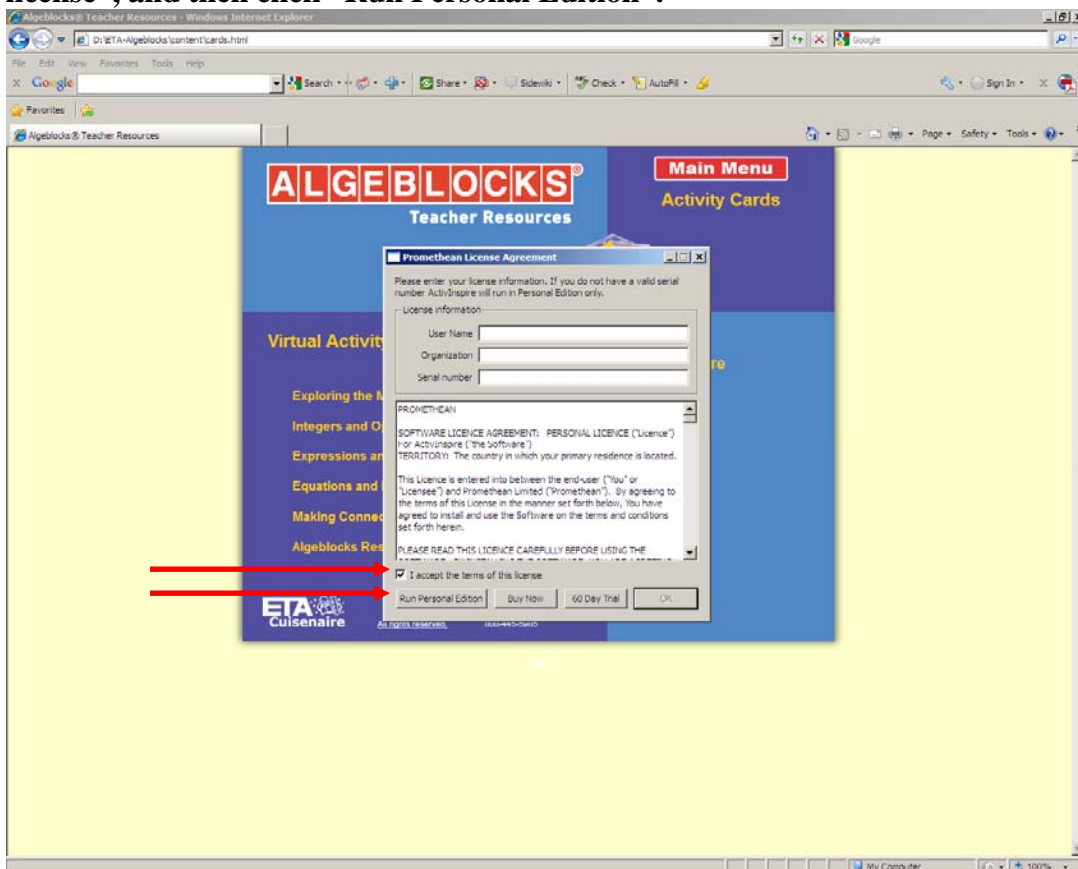 license", and then click "Run Personal Edition".
Algeblocks® Teacher Resources - Windows Internet Explorer
D:\ETA-Algeblocks\content\cards.html
Google
File Edit View Favorites Tools Help
x Google Search Share Sidewiki Check AutoFill Sign In x
Favorites
Algeblocks® Teacher Resources
Page Safety Tools
ALGEBLOCKS®
Teacher Resources
Main Menu
Activity Cards
Promethean License Agreement
Please enter your license information. If you do not have a valid serial
number ActivInspire will run in Personal Edition only.
License information
User Name
Organization
Serial number
PROMETHEAN
SOFTWARE LICENCE AGREEMENT: PERSONAL LICENCE ("Licence")
For ActivInspire ("the Software")
TERRITORY: The country in which your primary residence is located.
This Licence is entered into between the end-user ("You" or
"Licensee") and Promethean Limited ("Promethean"). By agreeing to
the terms of this License in the manner set forth below, You have
agreed to install and use the Software on the terms and conditions
set forth herein.
PLEASE READ THIS LICENCE CAREFULLY BEFORE USING THE
I accept the terms of this license
Run Personal Edition Buy Now 60 Day Trial OK
Virtual Activit
re
Exploring the M
Integers and O
Expressions an
Equations and
Making Connec
Algeblocks Res
ETA
Cuisenaire
All rights reserved. 800-445-5985
My Computer 100%